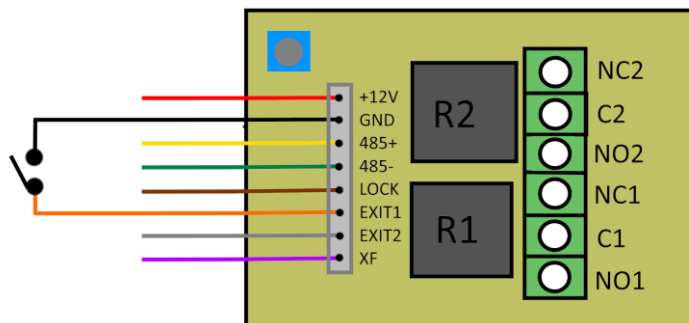 +12V
GND
485+
485-
LOCK
EXIT1
EXIT2
XF
R2
R1
NC2
C2
NO2
NC1
C1
NO1